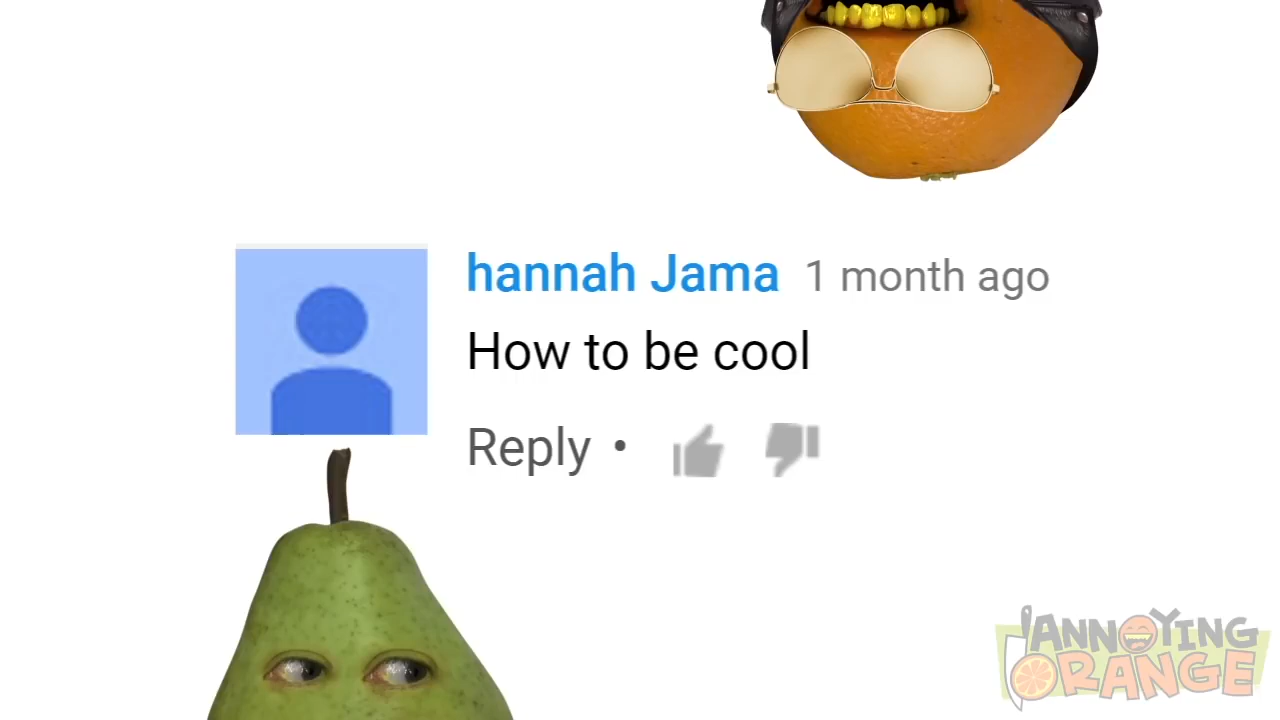 hannah Jama 1 month ago
How to be cool
Reply •
ANNOYING
ORANGE